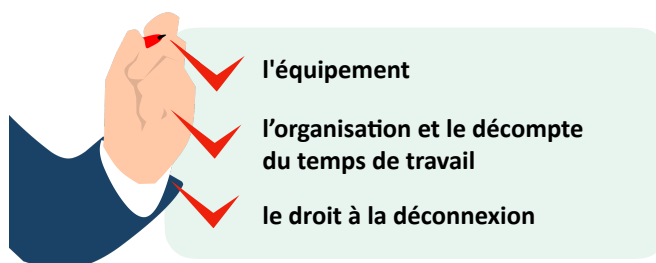 l'équipement
l’organisation et le décompte
du temps de travail
le droit à la déconnexion